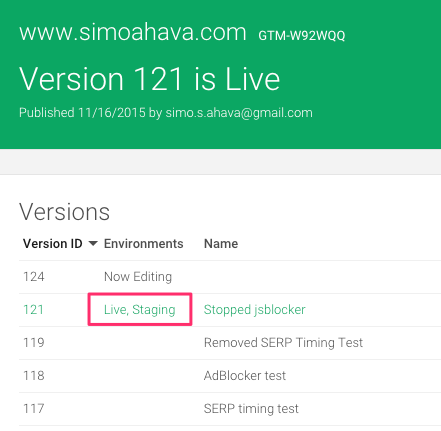 www.simoahava.com GTM-W92WQQ
Version 121 is Live
Published 11/16/2015 by simo.s.ahava@gmail.com
Versions
Version ID Environments Name
124 Now Editing
121 Live, Staging Stopped jsblocker
119 Removed SERP Timing Test
118 AdBlocker test
117 SERP timing test